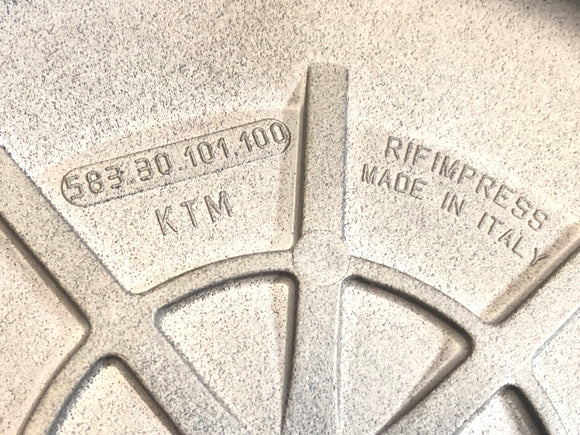 583.30.101.100
KTM
RIFIMPRESS
MADE IN ITALY